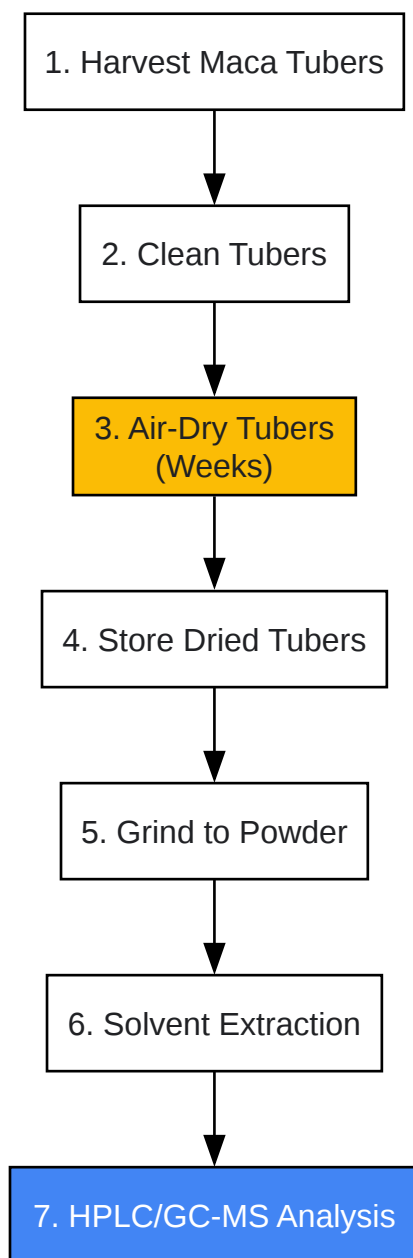 1. Harvest Maca Tubers
2. Clean Tubers
3. Air-Dry Tubers
(Weeks)
4. Store Dried Tubers
5. Grind to Powder
6. Solvent Extraction
7. HPLC/GC-MS Analysis